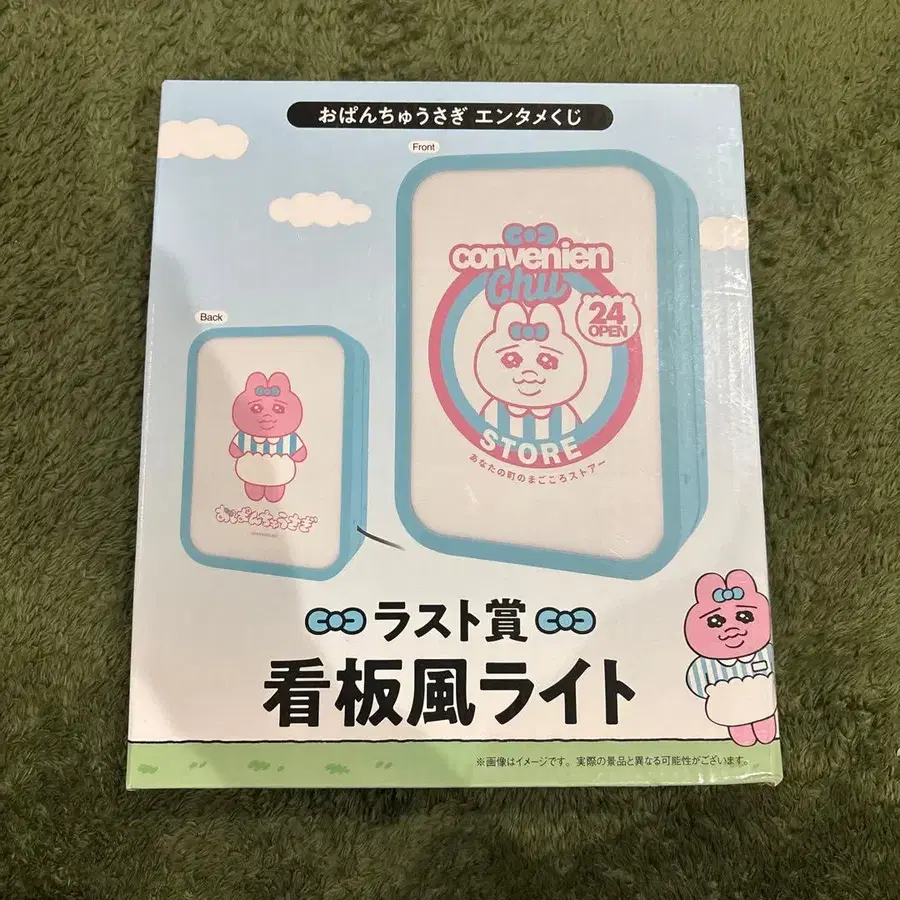 おぱんちゅうさぎ エンタメくじ
Front
convenien
Chu
24
OPEN
STORE
あなたの町のまごころストアー
Back
おぱんちゅうさぎ
ラスト賞
看板風ライト
※画像はイメージです。実際の景品と異なる可能性がございます。